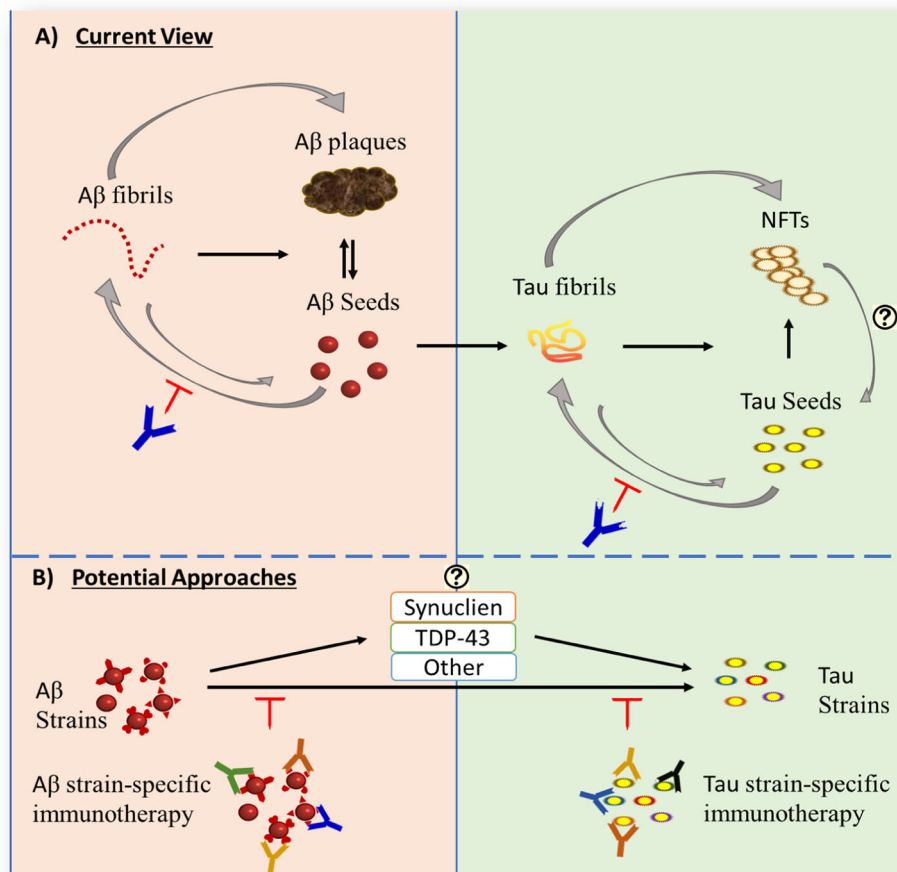 A) Current View
Aβ plaques
Aβ fibrils
Aβ Seeds
NFTs
Tau fibrils
?
Tau Seeds
B) Potential Approaches
?
Synuclien
TDP-43
Other
Aβ
Strains
Tau
Strains
Aβ strain-specific
immunotherapy
Tau strain-specific
immunotherapy